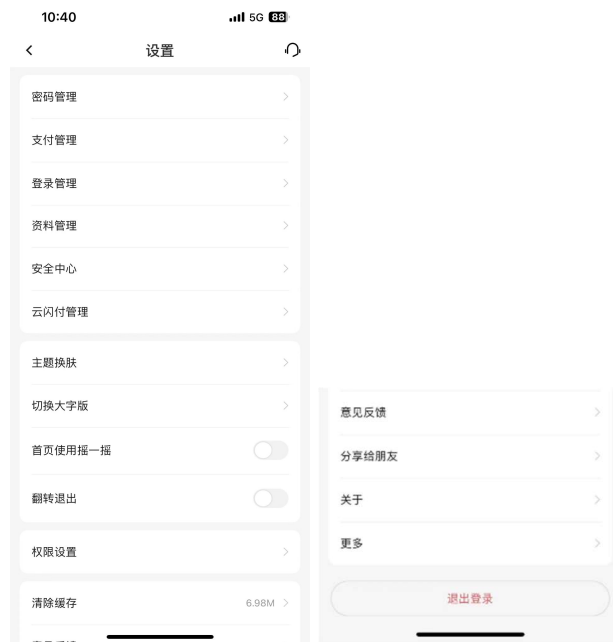 10:40
5G 88
设置
密码管理
支付管理
登录管理
资料管理
安全中心
云闪付管理
主题换肤
切换大字版
首页使用摇一摇
翻转退出
权限设置
清除缓存 6.98M
意见反馈
分享给朋友
关于
更多
退出登录